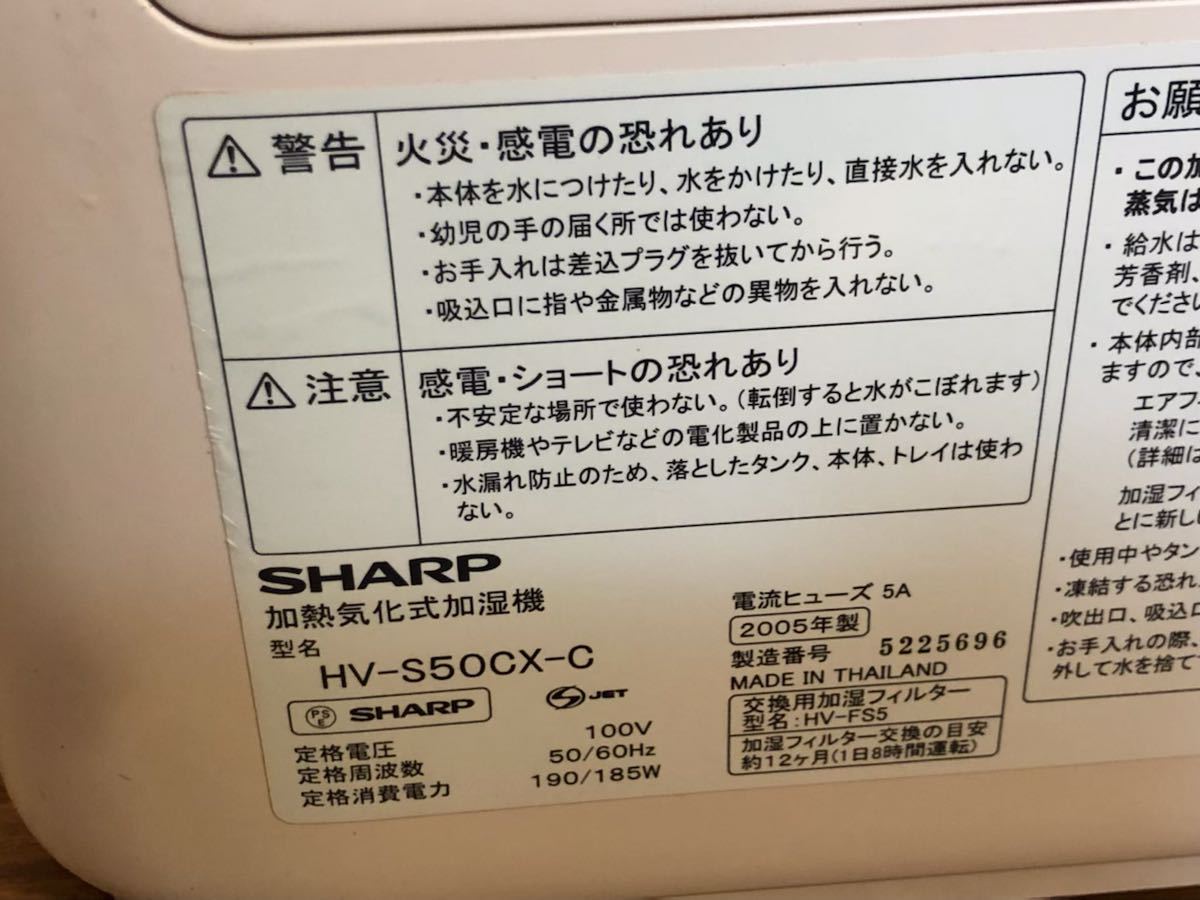 警告
火災・感電の恐れあり
・本体を水につけたり、水をかけたり、直接水を入れない。
・幼児の手の届く所では使わない。
・お手入れは差込プラグを抜いてから行う。
・吸込口に指や金属物などの異物を入れない。
注意
感電・ショートの恐れあり
・不安定な場所で使わない。(転倒すると水がこぼれます)
・暖房機やテレビなどの電化製品の上に置かない。
・水漏れ防止のため、落としたタンク、本体、トレイは使わ
ない。
SHARP
加熱気化式加湿機
型名
HV-S50CX-C
PSE SHARP
JET
定格電圧 100V
定格周波数 50/60Hz
定格消費電力 190/185W
電流ヒューズ 5A
2005年製
製造番号 5225696
MADE IN THAILAND
交換用加湿フィルター
型名:HV-FS5
加湿フィルター交換の目安
約12ヶ月(1日8時間運転)
お願
・この加
蒸気は
・給水は
芳香剤、
でください
・本体内部
ますので、
エアフ
清潔に
(詳細は
加湿フィ
とに新しい
・使用中やタン
・凍結する恐れ
・吹出口、吸込口
・お手入れの際、
外して水を捨て